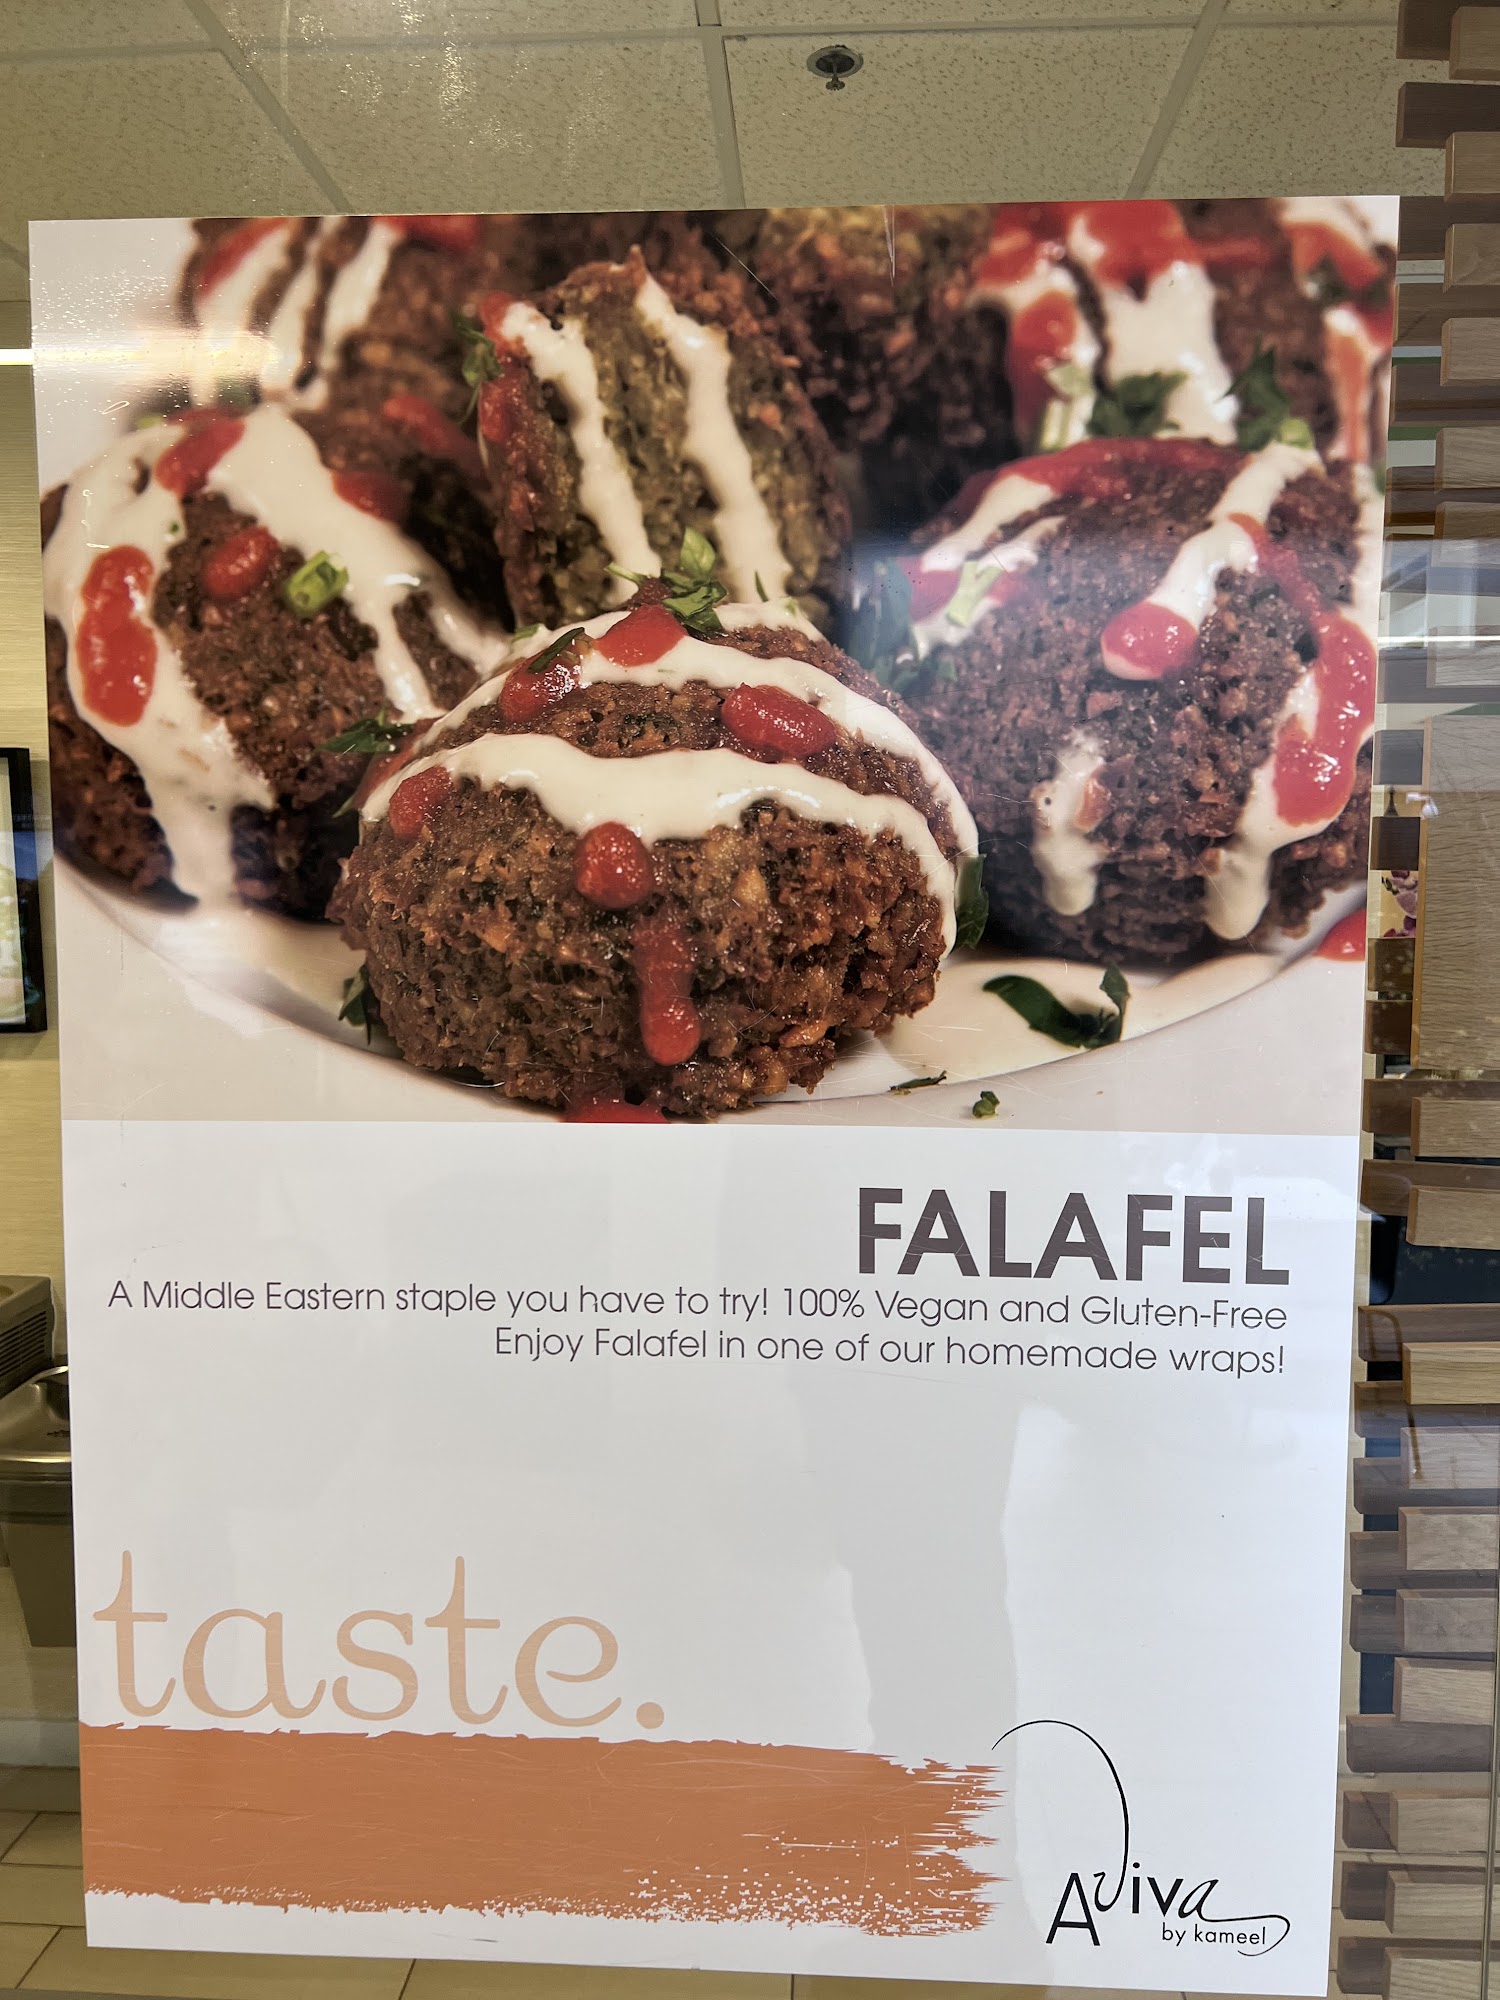 FALAFEL
A Middle Eastern staple you have to try! 100% Vegan and Gluten-Free
Enjoy Falafel in one of our homemade wraps!
taste.
Aviva
by kameel